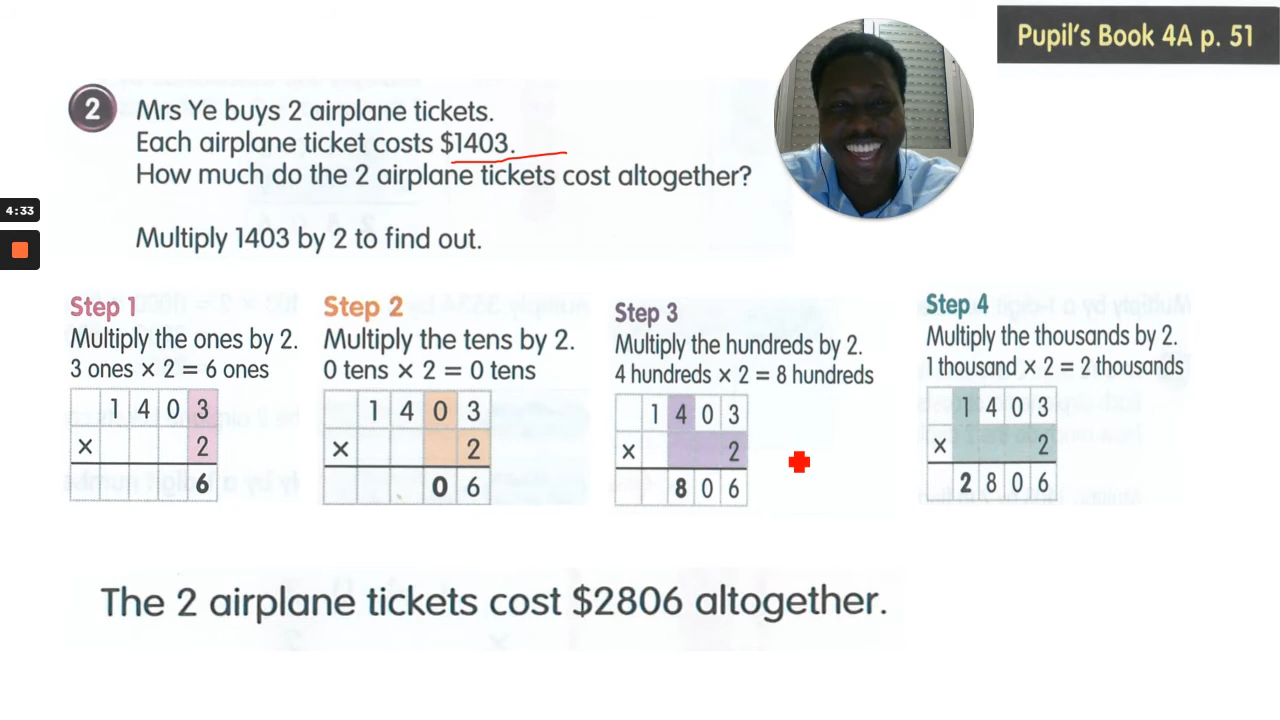 Pupil's Book 4A p. 51
2
Mrs Ye buys 2 airplane tickets.
Each airplane ticket costs $1403.
How much do the 2 airplane tickets cost altogether?
Multiply 1403 by 2 to find out.
4:33
Step 1
Multiply the ones by 2.
3 ones × 2 = 6 ones
1 4 0 3
× 2
6
Step 2
Multiply the tens by 2.
0 tens × 2 = 0 tens
1 4 0 3
× 2
0 6
Step 3
Multiply the hundreds by 2.
4 hundreds × 2 = 8 hundreds
1 4 0 3
× 2
8 0 6
Step 4
Multiply the thousands by 2.
1 thousand × 2 = 2 thousands
1 4 0 3
× 2
2 8 0 6
The 2 airplane tickets cost $2806 altogether.